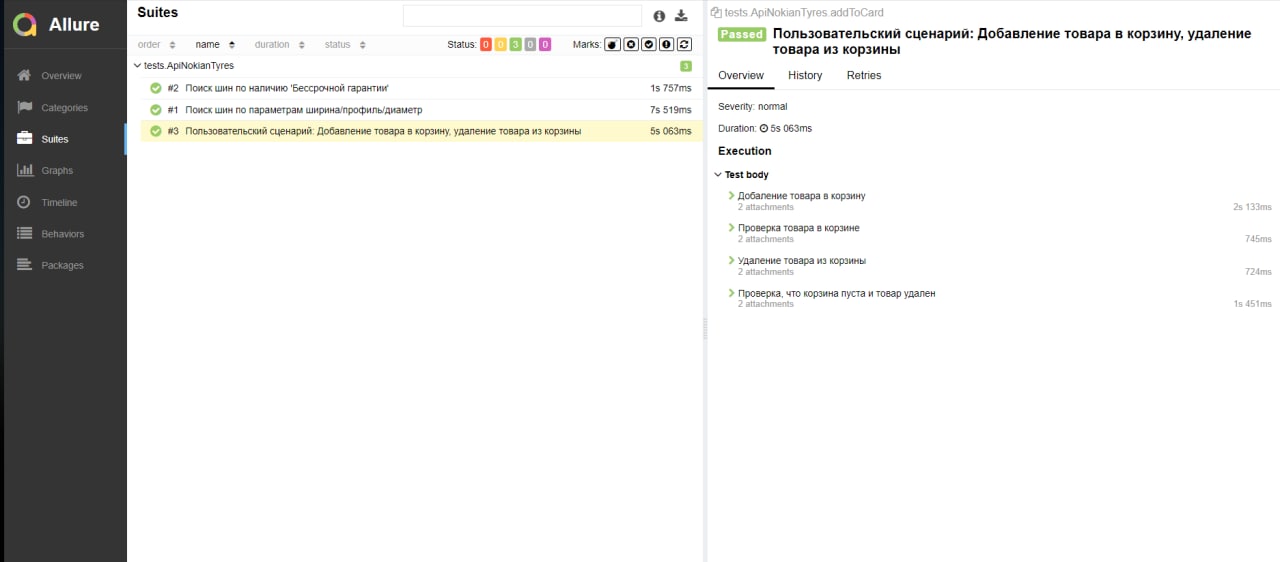 Allure
Overview
Categories
Suites
Graphs
Timeline
Behaviors
Packages
Suites
order name duration status Status: 0 0 3 0 0 Marks:
tests.ApiNokianTyres 3
#2 Поиск шин по наличию 'Бессрочной гарантии' 1s 757ms
#1 Поиск шин по параметрам ширина/профиль/диаметр 7s 519ms
#3 Пользовательский сценарий: Добавление товара в корзину, удаление товара из корзины 5s 063ms
tests.ApiNokianTyres.addToCard
Passed Пользовательский сценарий: Добавление товара в корзину, удаление
товара из корзины
Overview History Retries
Severity: normal
Duration: 5s 063ms
Execution
Test body
Добаление товара в корзину
2 attachments 2s 133ms
Проверка товара в корзине
2 attachments 745ms
Удаление товара из корзины
2 attachments 724ms
Проверка, что корзина пуста и товар удален
2 attachments 1s 451ms